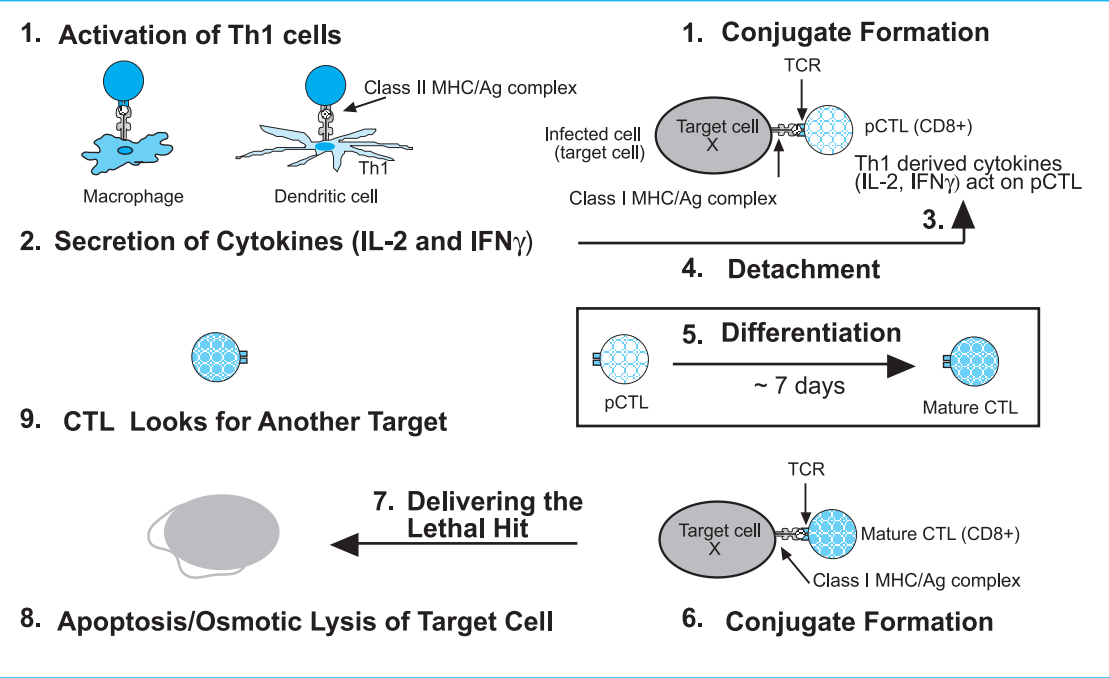 1. Activation of Th1 cells
Class II MHC/Ag complex
Th1
Macrophage
Dendritic cell
2. Secretion of Cytokines (IL-2 and IFNγ)
1. Conjugate Formation
TCR
Infected cell
(target cell)
Target cell
X
pCTL (CD8+)
Class I MHC/Ag complex
Th1 derived cytokines
(IL-2, IFNγ) act on pCTL
3.
4. Detachment
5. Differentiation
~ 7 days
pCTL
Mature CTL
TCR
Target cell
X
Mature CTL (CD8+)
Class I MHC/Ag complex
6. Conjugate Formation
7. Delivering the
Lethal Hit
8. Apoptosis/Osmotic Lysis of Target Cell
9. CTL Looks for Another Target